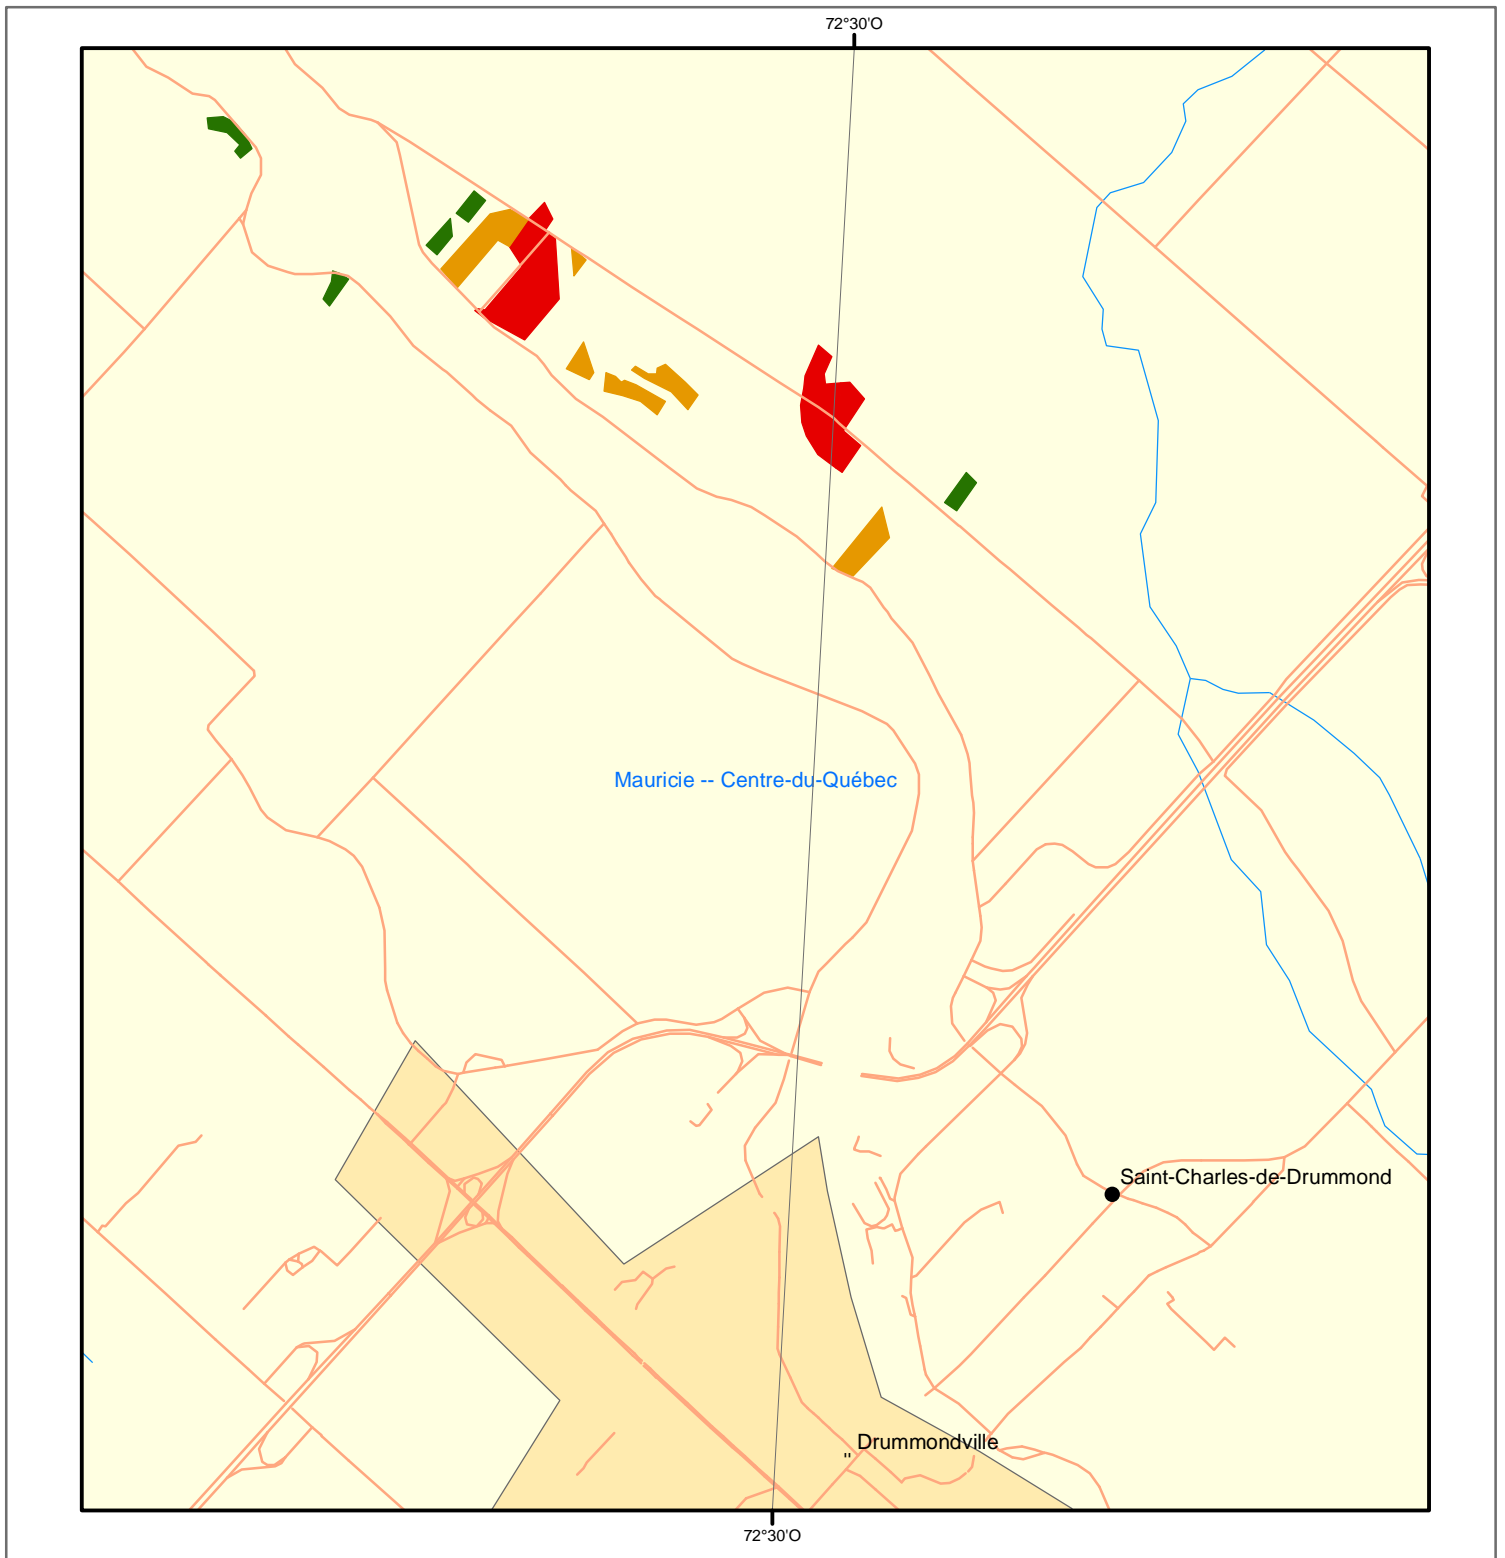 72°30'O
Mauricie -- Centre-du-Québec
Saint-Charles-de-Drummond
Drummondville
"
72°30'O